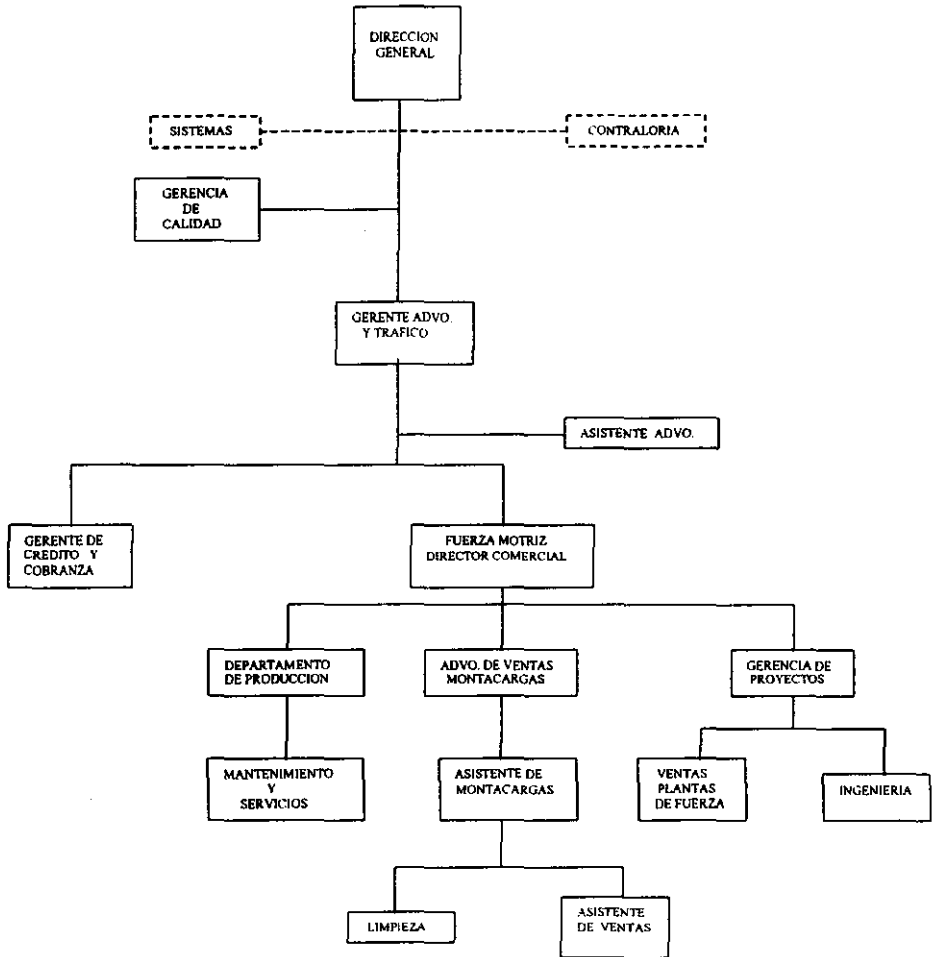 DIRECCION
GENERAL
SISTEMAS
CONTRALORIA
GERENCIA
DE
CALIDAD
GERENTE ADVO.
Y TRAFICO
ASISTENTE ADVO.
GERENTE DE
CREDITO Y
COBRANZA
FUERZA MOTRIZ
DIRECTOR COMERCIAL
DEPARTAMENTO
DE PRODUCCION
ADVO. DE VENTAS
MONTACARGAS
GERENCIA DE
PROYECTOS
MANTENIMIENTO
Y
SERVICIOS
ASISTENTE DE
MONTACARGAS
VENTAS
PLANTAS
DE FUERZA
INGENIERIA
LIMPIEZA
ASISTENTE
DE VENTAS